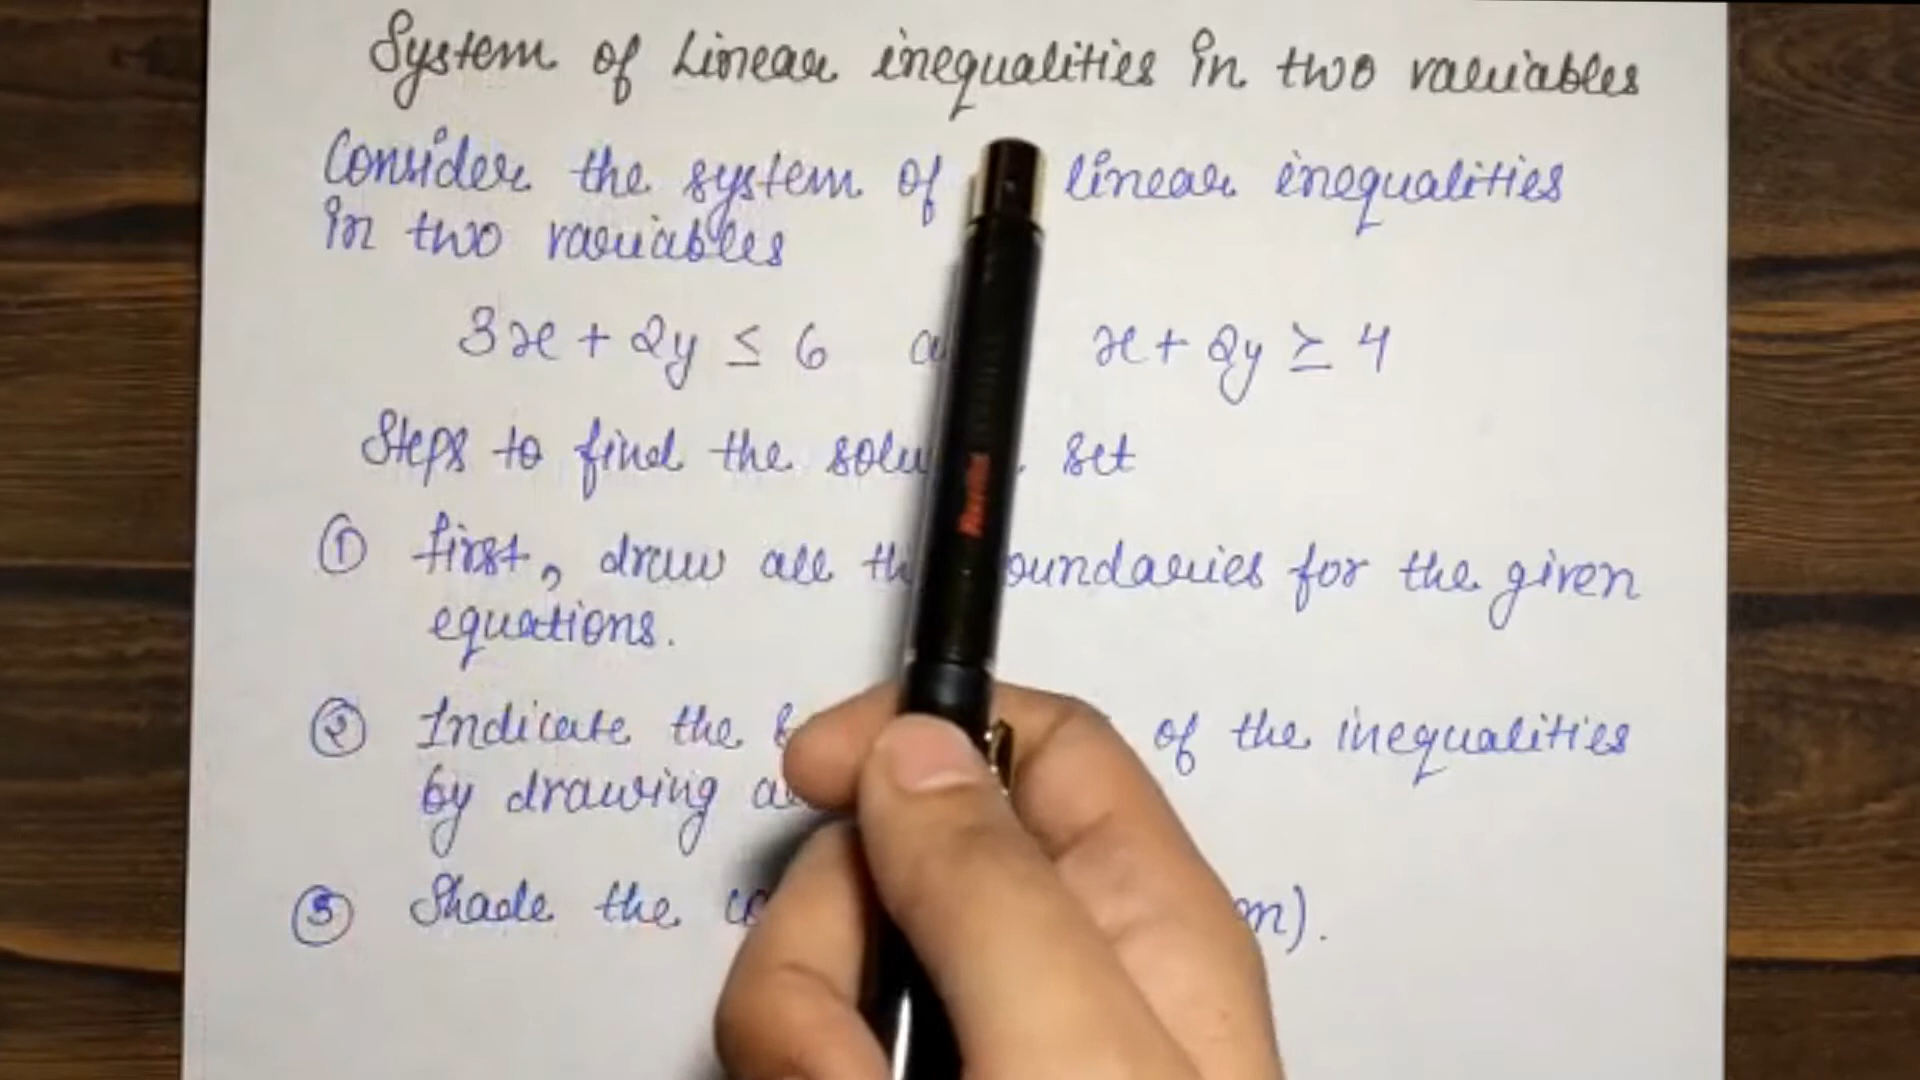 System of Linear inequalities in two variables
Consider the system of linear inequalities
in two variables
3x + 2y ≤ 6 x + 2y ≥ 4
Steps to find the set
① first, draw all the boundaries for the given
equations.
② Indicate the of the inequalities
by drawing
③ Shade the